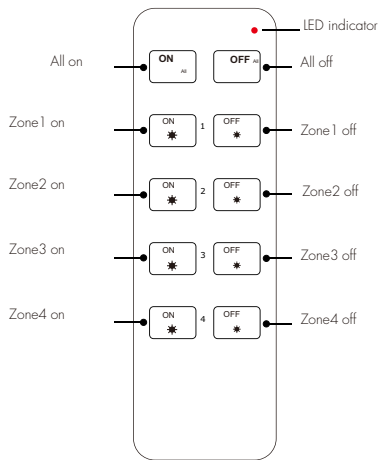 LED indicator
All on ON All OFF All All off
Zone1 on ON 1 OFF Zone1 off
Zone2 on ON 2 OFF Zone2 off
Zone3 on ON 3 OFF Zone3 off
Zone4 on ON 4 OFF Zone4 off